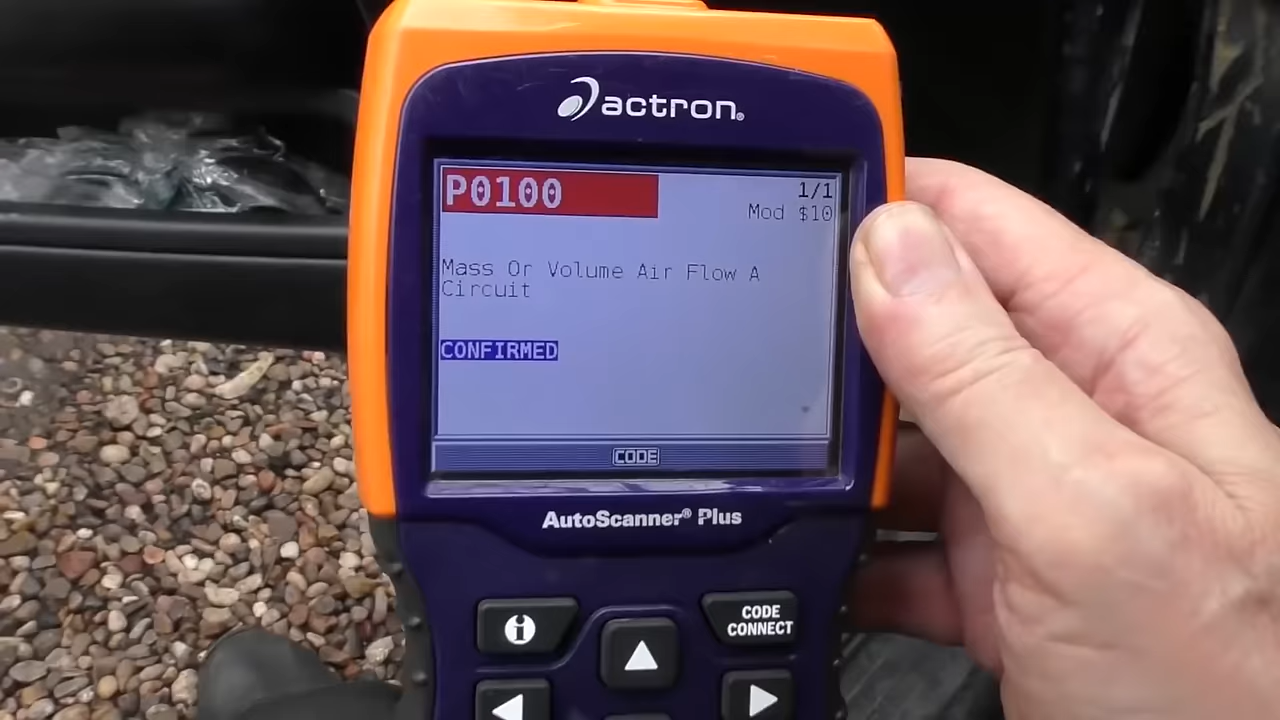 actron®
P0100
1/1
Mod $10
Mass Or Volume Air Flow A
Circuit
CONFIRMED
CODE
AutoScanner® Plus
i
CODE
CONNECT